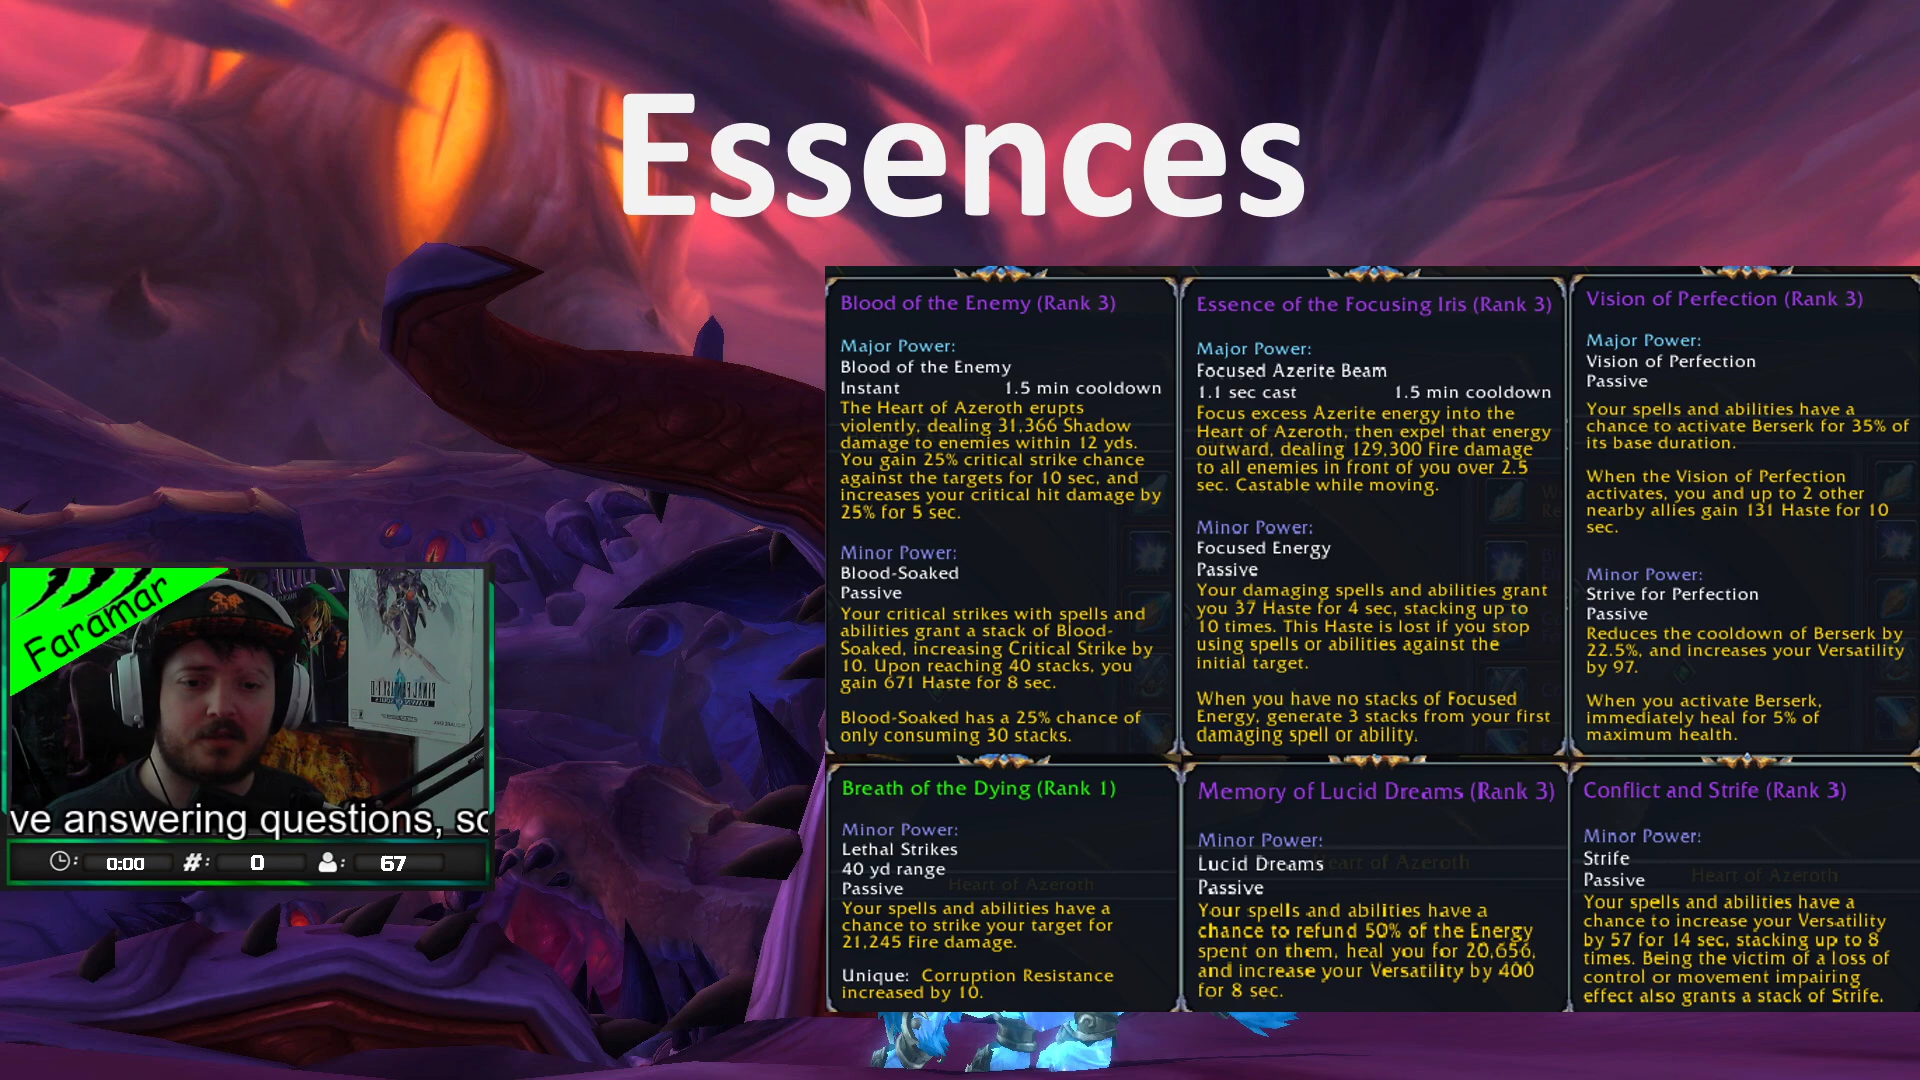 Essences
Blood of the Enemy (Rank 3)
Major Power:
Blood of the Enemy
Instant 1.5 min cooldown
The Heart of Azeroth erupts
violently, dealing 31,366 Shadow
damage to enemies within 12 yds.
You gain 25% critical strike chance
against the targets for 10 sec, and
increases your critical hit damage by
25% for 5 sec.
Minor Power:
Blood-Soaked
Passive
Your critical strikes with spells and
abilities grant a stack of Blood-
Soaked, increasing Critical Strike by
10. Upon reaching 40 stacks, you
gain 671 Haste for 8 sec.
Blood-Soaked has a 25% chance of
only consuming 30 stacks.
Essence of the Focusing Iris (Rank 3)
Major Power:
Focused Azerite Beam
1.1 sec cast 1.5 min cooldown
Focus excess Azerite energy into the
Heart of Azeroth, then expel that energy
outward, dealing 129,300 Fire damage
to all enemies in front of you over 2.5
sec. Castable while moving.
Minor Power:
Focused Energy
Passive
Your damaging spells and abilities grant
you 37 Haste for 4 sec, stacking up to
10 times. This Haste is lost if you stop
using spells or abilities against the
initial target.
When you have no stacks of Focused
Energy, generate 3 stacks from your first
damaging spell or ability.
Vision of Perfection (Rank 3)
Major Power:
Vision of Perfection
Passive
Your spells and abilities have a
chance to activate Berserk for 35% of
its base duration.
When the Vision of Perfection
activates, you and up to 2 other
nearby allies gain 131 Haste for 10
sec.
Minor Power:
Strive for Perfection
Passive
Reduces the cooldown of Berserk by
22.5%, and increases your Versatility
by 97.
When you activate Berserk,
immediately heal for 5% of
maximum health.
Breath of the Dying (Rank 1)
Minor Power:
Lethal Strikes
40 yd range
Passive
Heart of Azeroth
Your spells and abilities have a
chance to strike your target for
21,245 Fire damage.
Unique: Corruption Resistance
increased by 10.
Memory of Lucid Dreams (Rank 3)
Minor Power:
Lucid Dreams
Heart of Azeroth
Passive
Your spells and abilities have a
chance to refund 50% of the Energy
spent on them, heal you for 20,656,
and increase your Versatility by 400
for 8 sec.
Conflict and Strife (Rank 3)
Minor Power:
Strife
Passive
Heart of Azeroth
Your spells and abilities have a
chance to increase your Versatility
by 57 for 14 sec, stacking up to 8
times. Being the victim of a loss of
control or movement impairing
effect also grants a stack of Strife.
Faramar
ve answering questions, so
: 0:00 #: 0 : 67